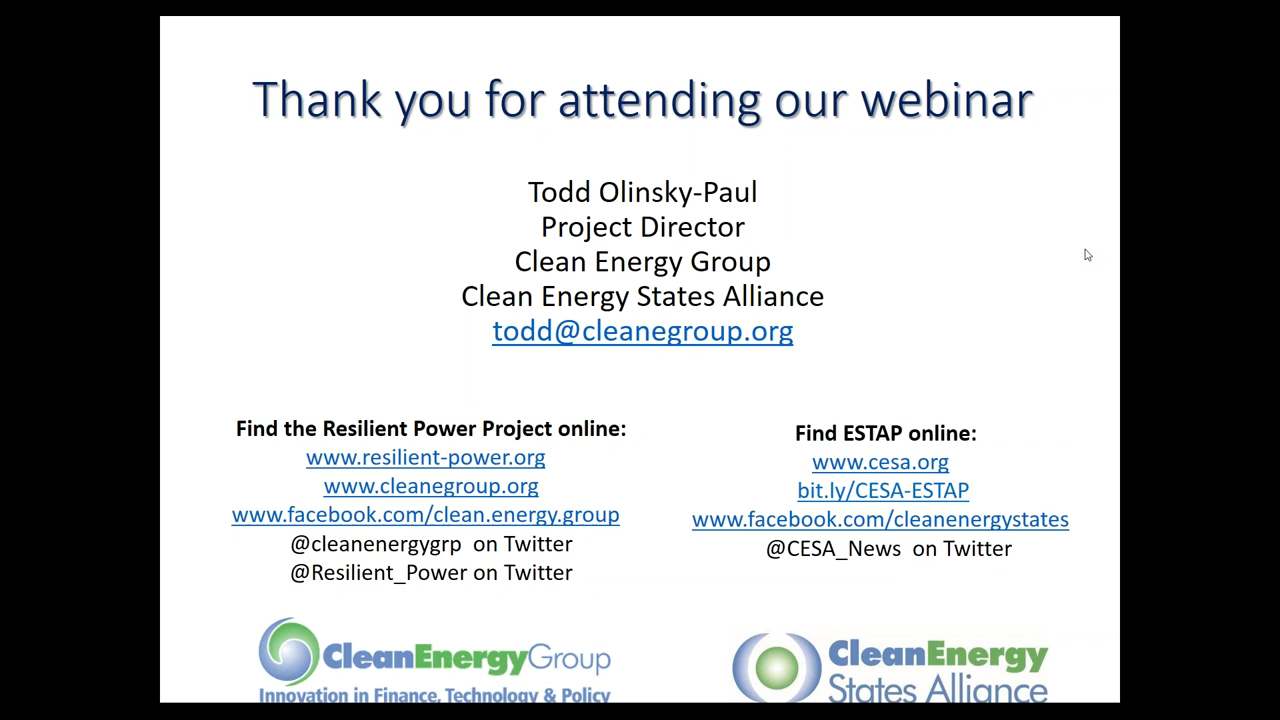 Thank you for attending our webinar
Todd Olinsky-Paul
Project Director
Clean Energy Group
Clean Energy States Alliance
todd@cleanegroup.org
Find the Resilient Power Project online:
www.resilient-power.org
www.cleanegroup.org
www.facebook.com/clean.energy.group
@cleanenergygrp on Twitter
@Resilient_Power on Twitter
Find ESTAP online:
www.cesa.org
bit.ly/CESA-ESTAP
www.facebook.com/cleanenergystates
@CESA_News on Twitter
CleanEnergyGroup
Innovation in Finance, Technology & Policy
CleanEnergy
States Alliance